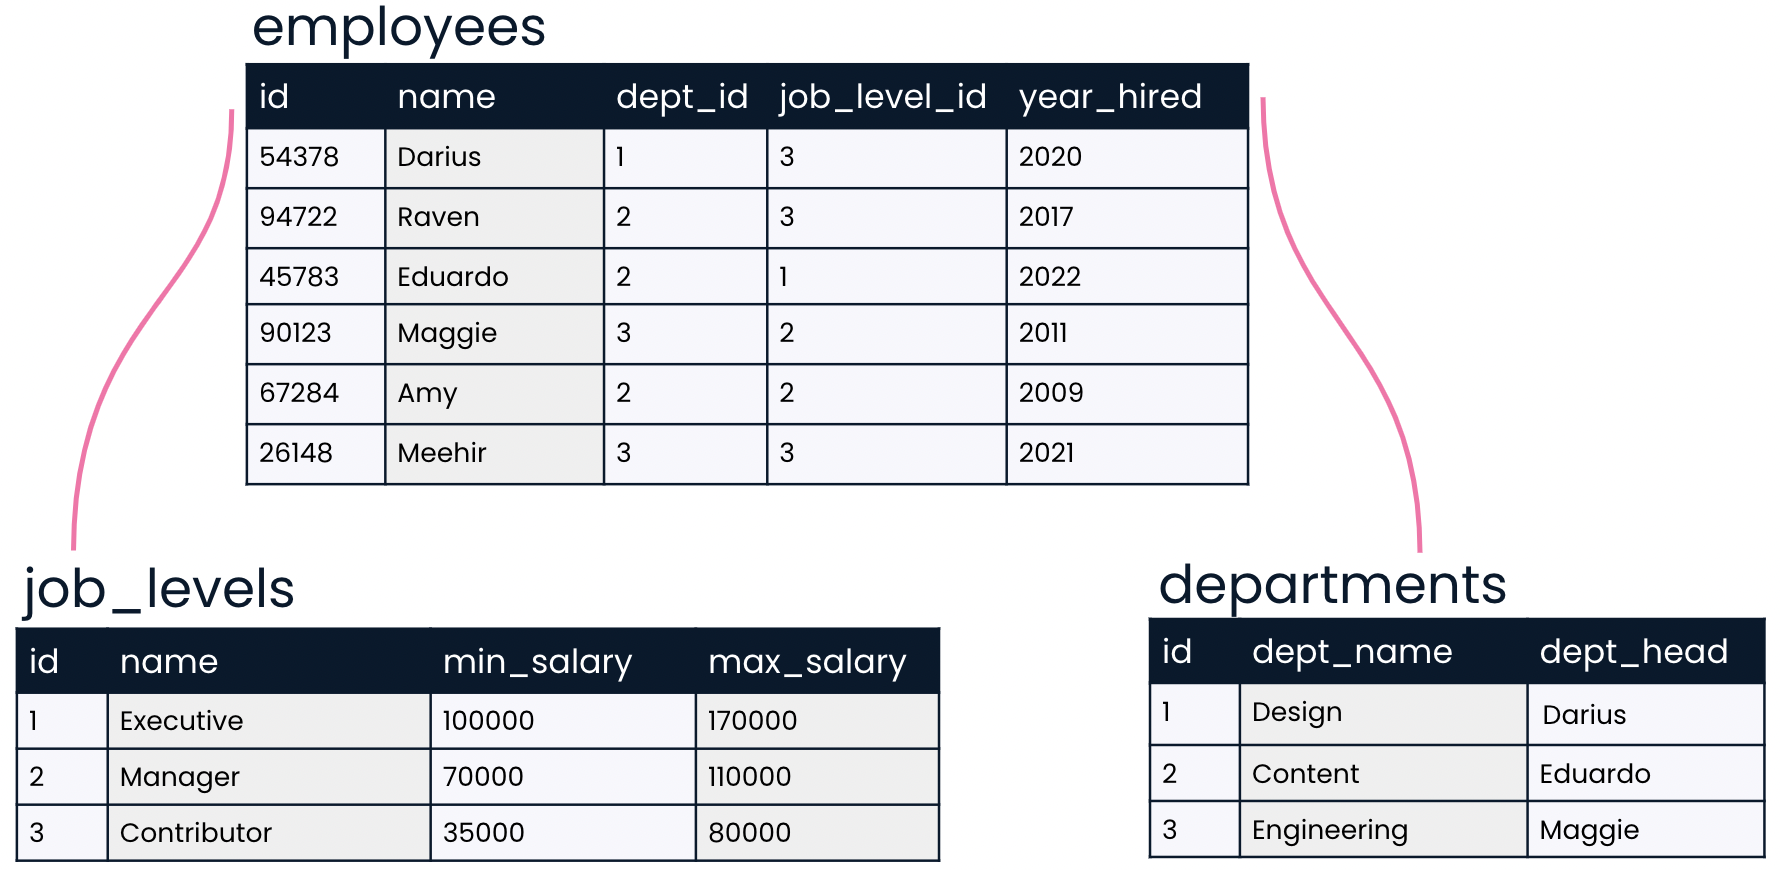 employees
id name dept_id job_level_id year_hired
54378 Darius 1 3 2020
94722 Raven 2 3 2017
45783 Eduardo 2 1 2022
90123 Maggie 3 2 2011
67284 Amy 2 2 2009
26148 Meehir 3 3 2021
job_levels
id name min_salary max_salary
1 Executive 100000 170000
2 Manager 70000 110000
3 Contributor 35000 80000
departments
id dept_name dept_head
1 Design Darius
2 Content Eduardo
3 Engineering Maggie